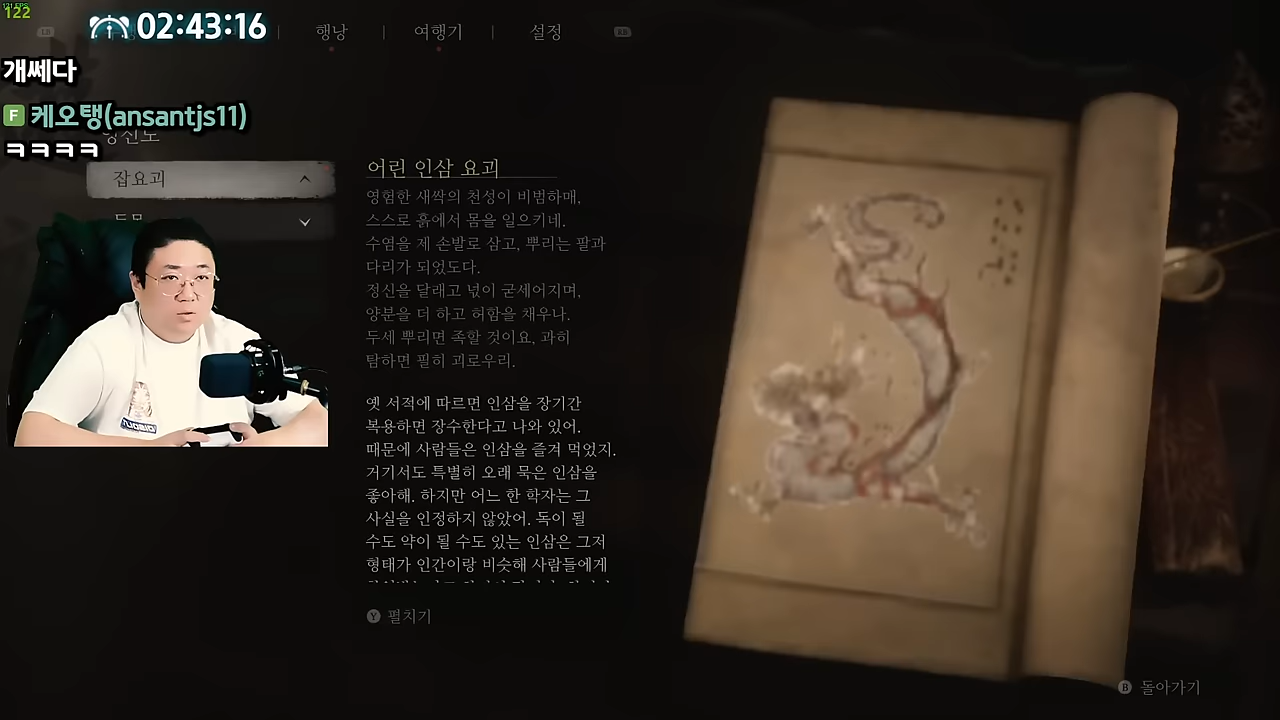 121 FPS
122
02:43:16
행낭
여행기
설정
개쎄다
F 케오탱(ansantjs11)
ㅋㅋㅋㅋ
잡요괴
어린 인삼 요괴
영험한 새싹의 천성이 비범하매,
스스로 흙에서 몸을 일으키네.
수염을 제 손발로 삼고, 뿌리는 팔과
다리가 되었도다.
정신을 달래고 넋이 굳세어지며,
양분을 더 하고 허함을 채우나.
두세 뿌리면 족할 것이요, 과히
탐하면 필히 괴로우리.
옛 서적에 따르면 인삼을 장기간
복용하면 장수한다고 나와 있어.
때문에 사람들은 인삼을 즐겨 먹었지.
거기서도 특별히 오래 묵은 인삼을
좋아해. 하지만 어느 한 학자는 그
사실을 인정하지 않았어. 독이 될
수도 약이 될 수도 있는 인삼은 그저
형태가 인간이랑 비슷해 사람들에게
Y 펼치기
B 돌아가기